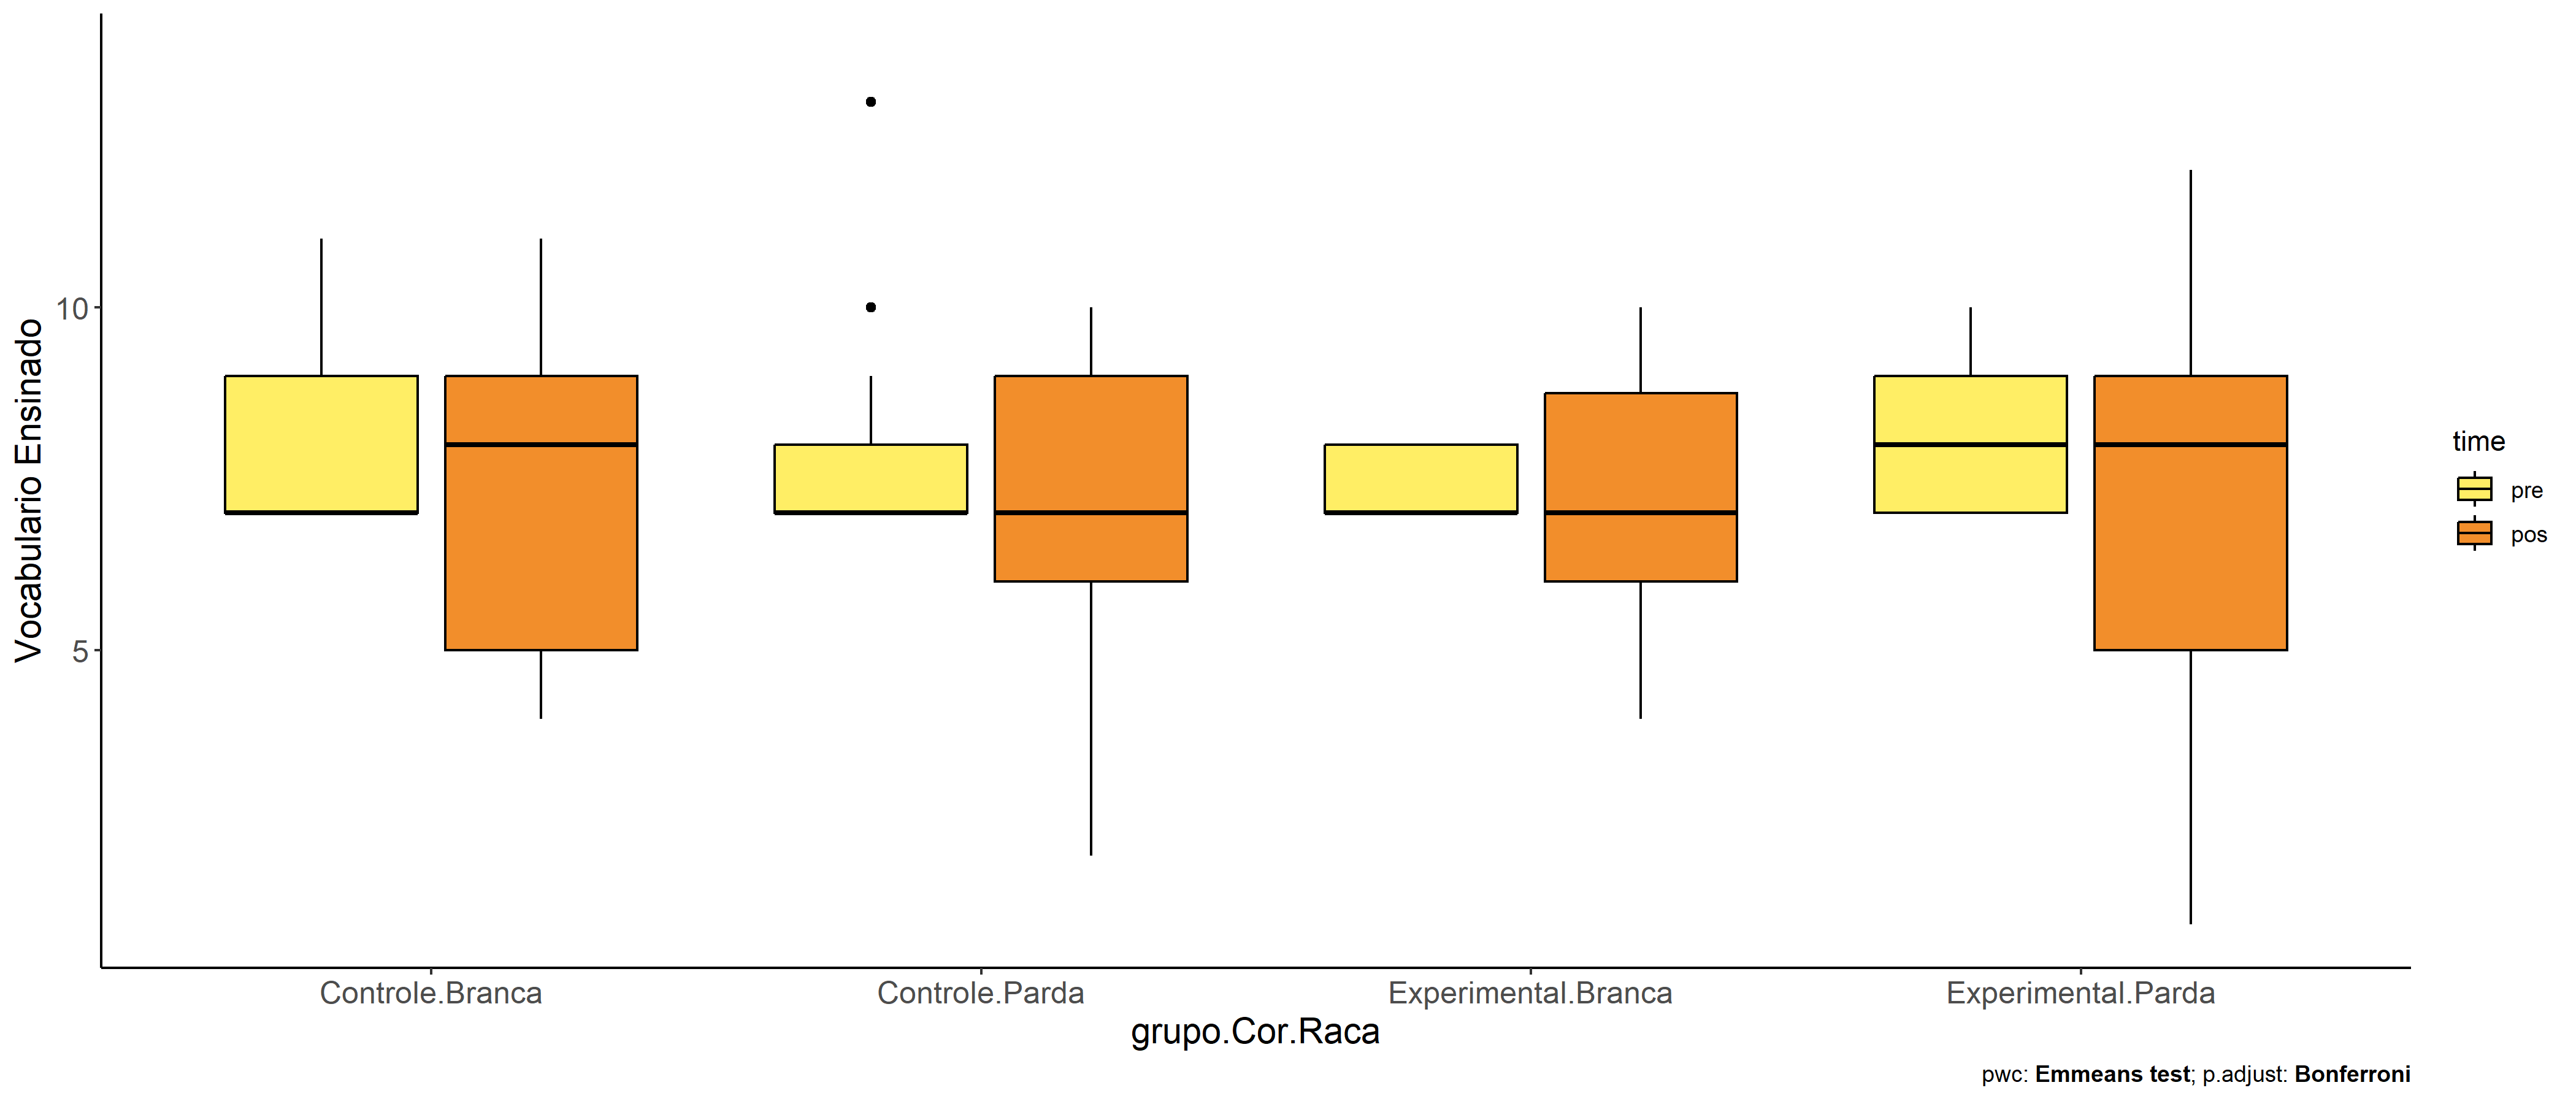 Vocabulario Ensinado
10
5
Controle.Branca
Controle.Parda
Experimental.Branca
Experimental.Parda
grupo.Cor.Raca
time
pre
pos
pwc: Emmeans test; p.adjust: Bonferroni